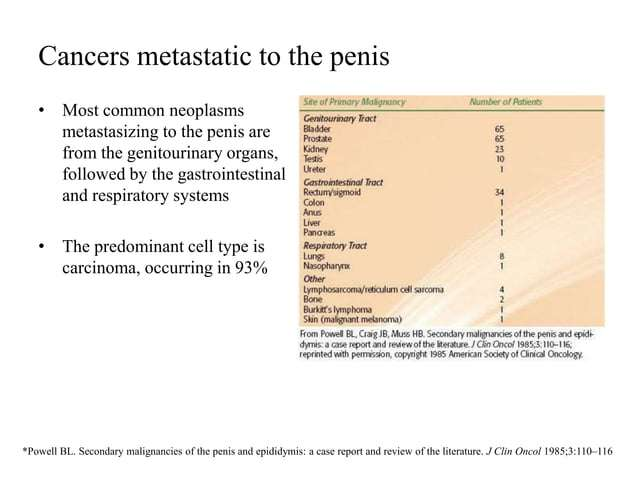 Cancers metastatic to the penis
• Most common neoplasms
metastasizing to the penis are
from the genitourinary organs,
followed by the gastrointestinal
and respiratory systems
• The predominant cell type is
carcinoma, occurring in 93%
Site of Primary Malignancy Number of Patients
Genitourinary Tract
Bladder 65
Prostate 65
Kidney 23
Testis 10
Ureter 1
Gastrointestinal Tract
Rectum/sigmoid 34
Colon 1
Anus 1
Liver 1
Pancreas 1
Respiratory Tract
Lungs 8
Nasopharynx 1
Other
Lymphosarcoma/reticulum cell sarcoma 4
Bone 2
Burkitt's lymphoma 1
Skin (malignant melanoma) 1
From Powell BL, Craig JB, Muss HB. Secondary malignancies of the penis and epidi-
dymis: a case report and review of the literature. J Clin Oncol 1985;3:110–116;
reprinted with permission, copyright 1985 American Society of Clinical Oncology.
*Powell BL. Secondary malignancies of the penis and epididymis: a case report and review of the literature. J Clin Oncol 1985;3:110–116